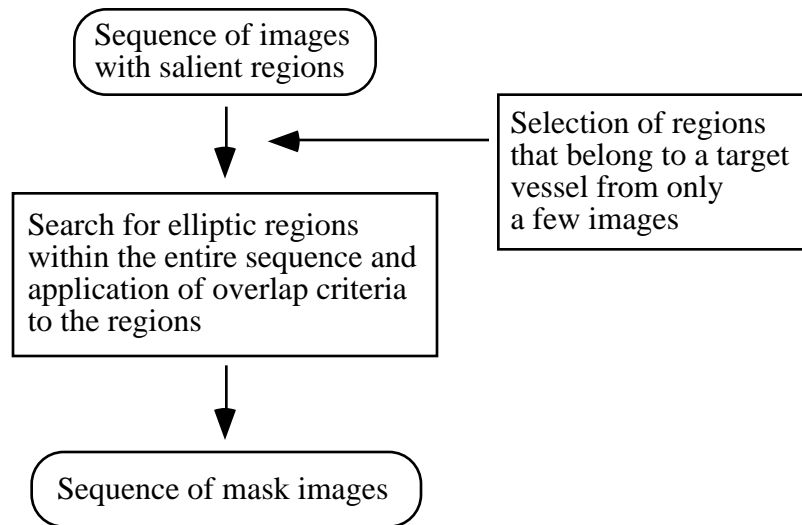 Sequence of images
with salient regions
Selection of regions
that belong to a target
vessel from only
a few images
Search for elliptic regions
within the entire sequence and
application of overlap criteria
to the regions
Sequence of mask images